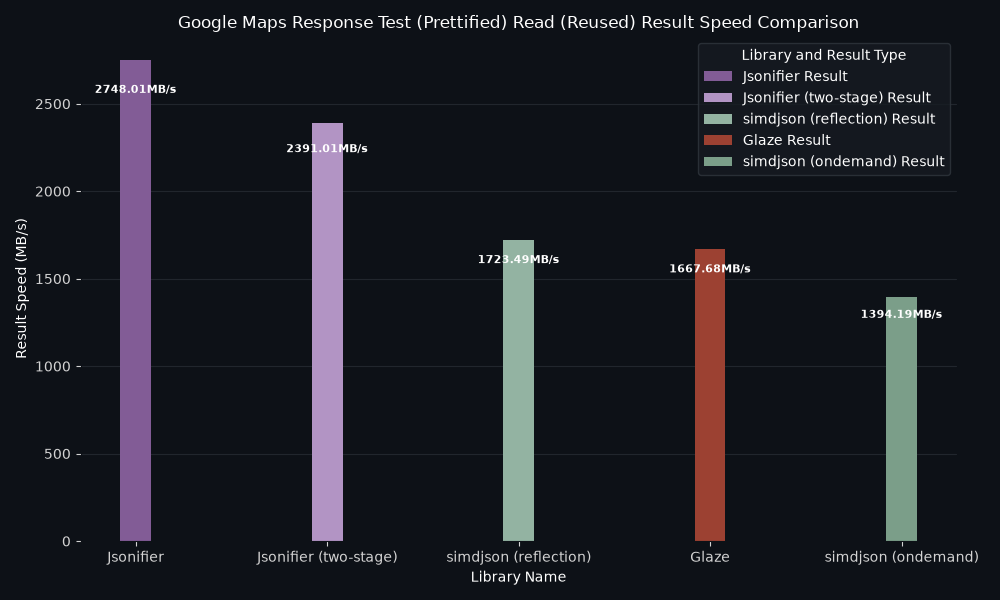 Google Maps Response Test (Prettified) Read (Reused) Result Speed Comparison
Library and Result Type
Jsonifier Result
Jsonifier (two-stage) Result
simdjson (reflection) Result
Glaze Result
simdjson (ondemand) Result
2748.01MB/s
2391.01MB/s
1723.49MB/s
1667.68MB/s
1394.19MB/s
Result Speed (MB/s)
2500
2000
1500
1000
500
0
Jsonifier
Jsonifier (two-stage)
simdjson (reflection)
Glaze
simdjson (ondemand)
Library Name